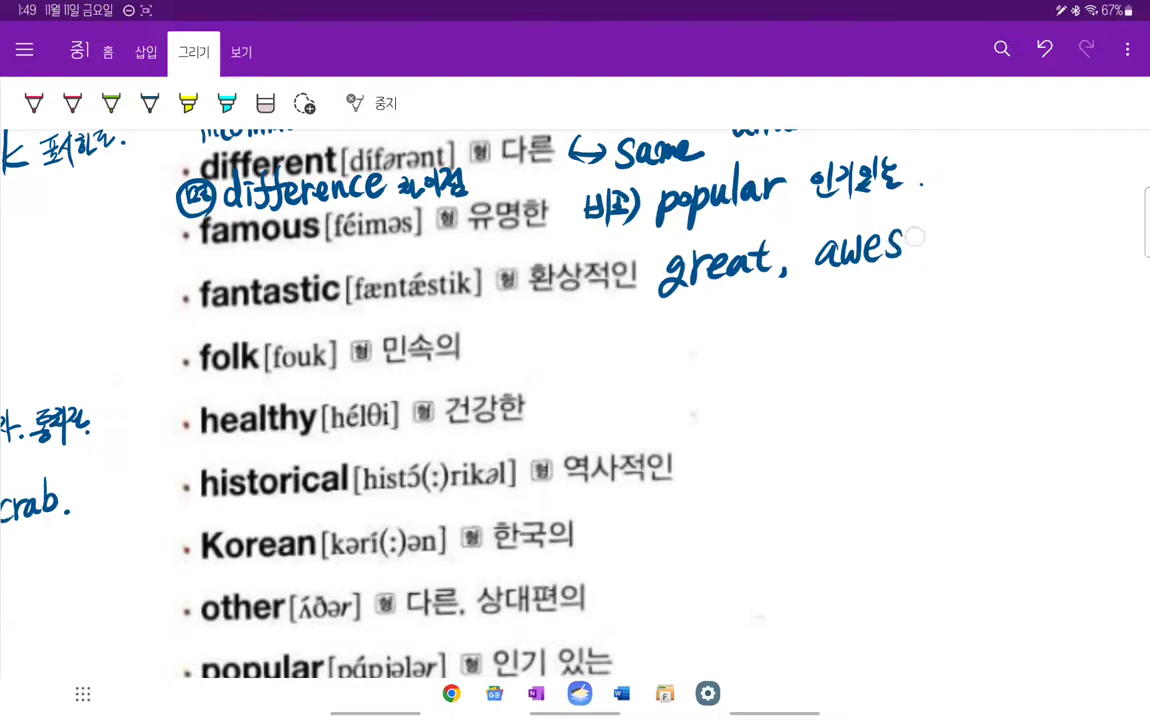 1:49 11월 11일 금요일 67%
중1 홈 삽입 그리기 보기
중지
k 표시한다.
different [dífərənt] 형 다른 ↔ same
명 difference 차이점
비교) popular 인기있는.
famous [féiməs] 형 유명한
fantastic [fæntǽstik] 형 환상적인 great, awes
folk [fouk] 형 민속의
healthy [hélθi] 형 건강한
historical [histɔ́(:)rikəl] 형 역사적인
crab.
Korean [kərí(:)ən] 형 한국의
other [ʌ́ðər] 형 다른, 상대편의
popular [pápjələr] 형 인기 있는